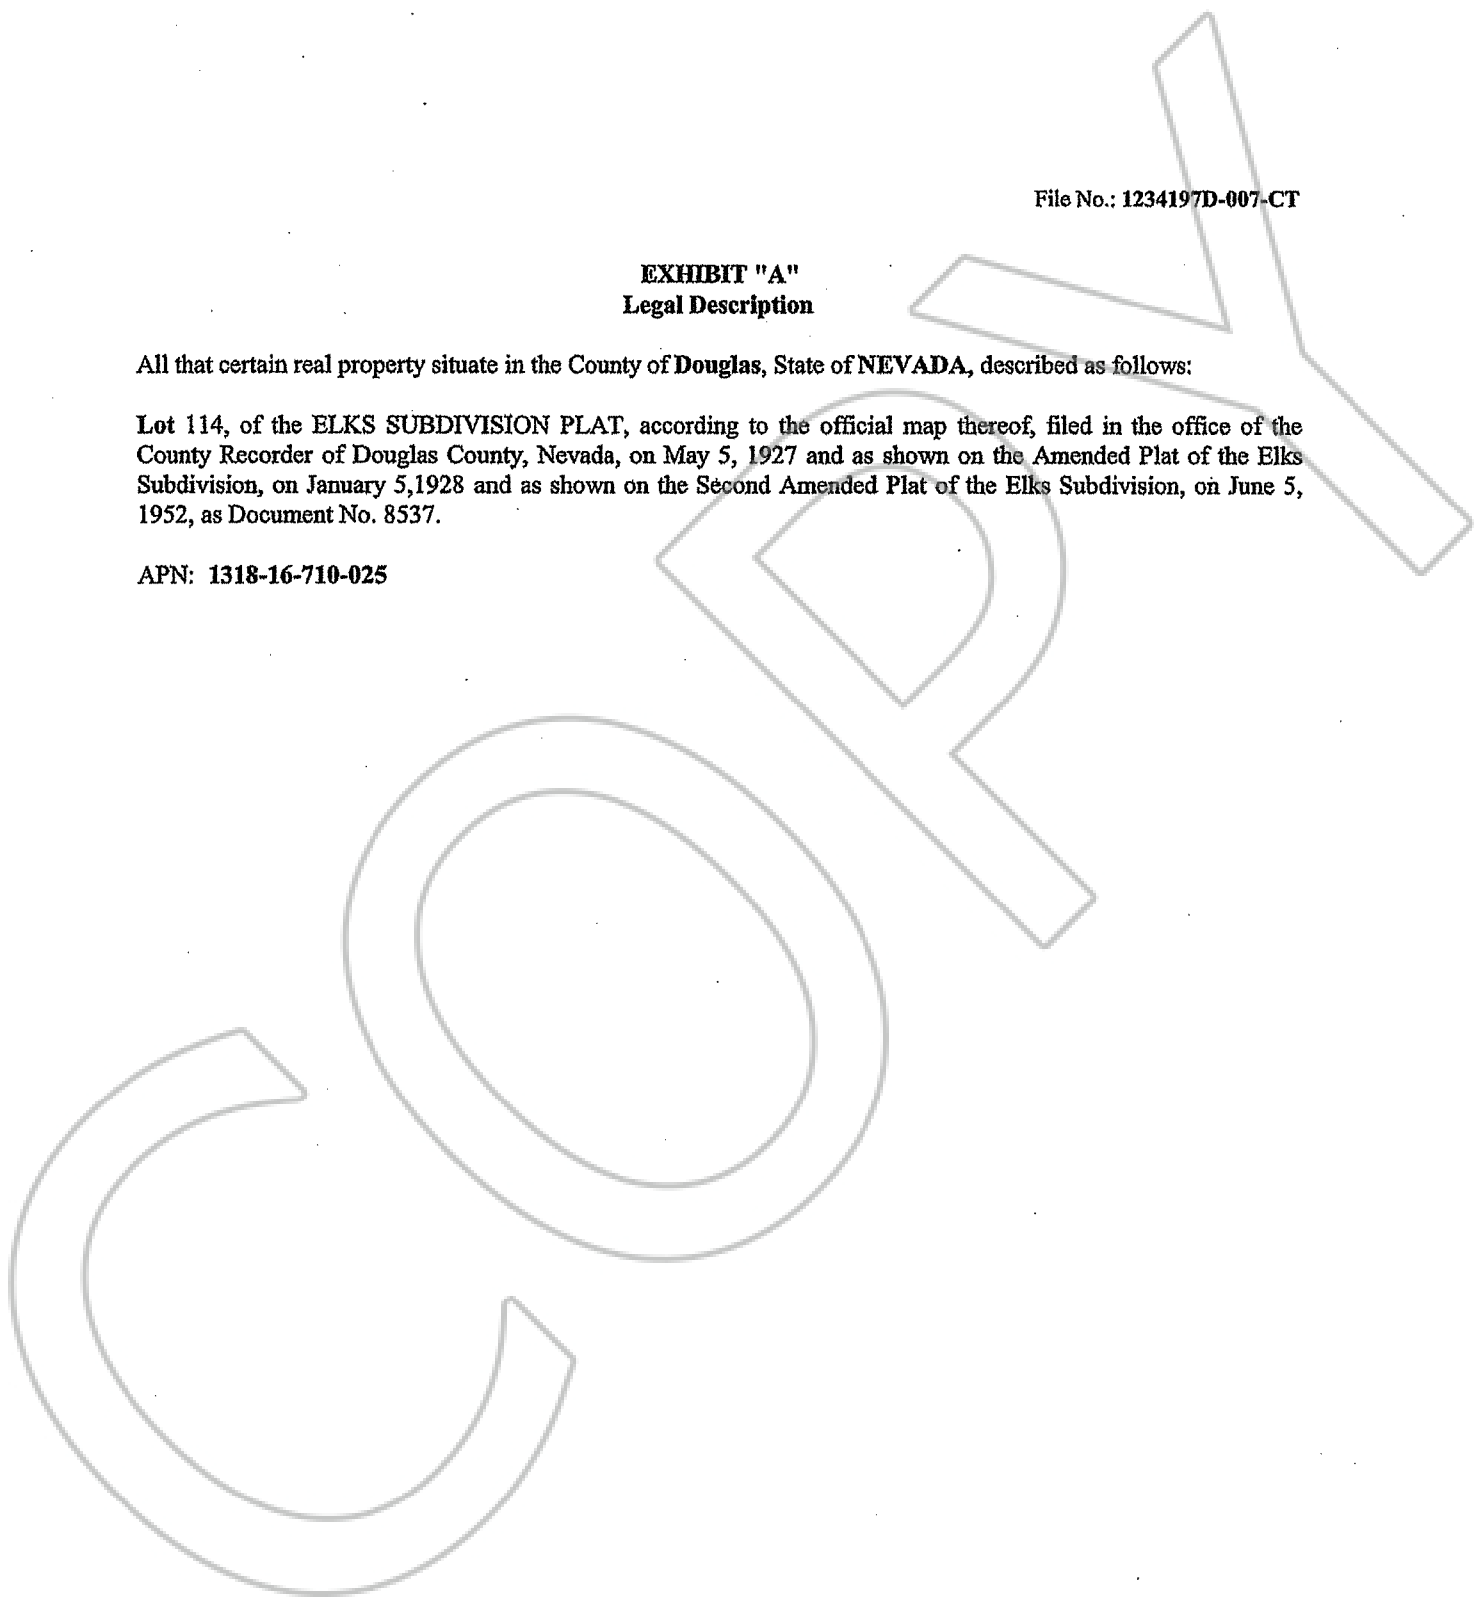 File No.: 1234197D-007-CT
EXHIBIT "A"
Legal Description
All that certain real property situate in the County of Douglas, State of NEVADA, described as follows:
Lot 114, of the ELKS SUBDIVISION PLAT, according to the official map thereof, filed in the office of the
County Recorder of Douglas County, Nevada, on May 5, 1927 and as shown on the Amended Plat of the Elks
Subdivision, on January 5,1928 and as shown on the Second Amended Plat of the Elks Subdivision, on June 5,
1952, as Document No. 8537.
APN: 1318-16-710-025
COPY